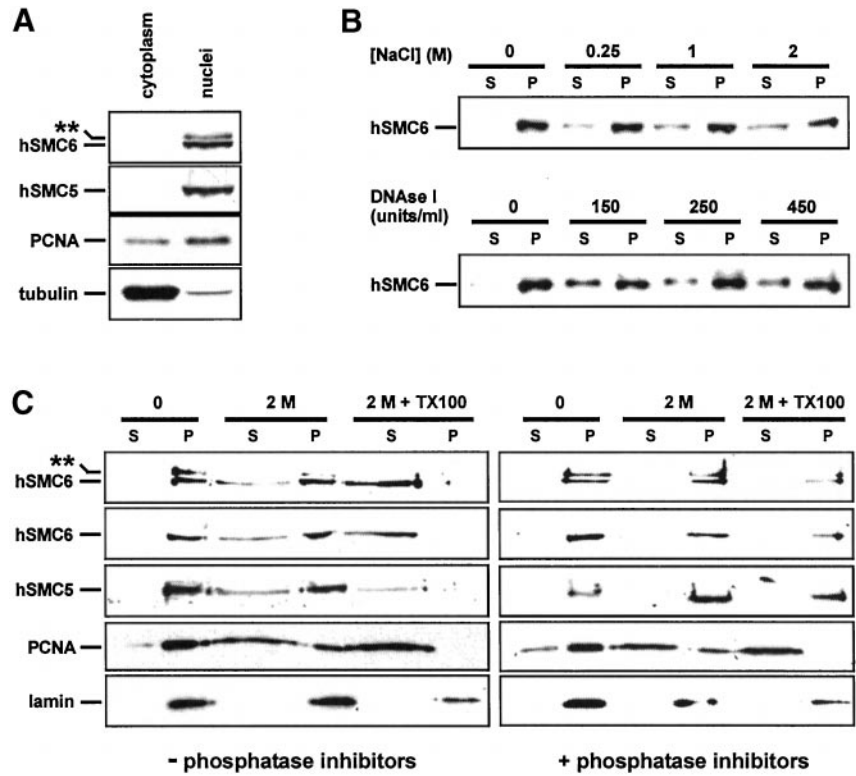 A
cytoplasm
nuclei
**
hSMC6
hSMC5
PCNA
tubulin
B
[NaCl] (M)
0 0.25 1 2
S P S P S P S P
hSMC6
DNAse I
(units/ml)
0 150 250 450
S P S P S P S P
hSMC6
C
0 2 M 2 M + TX100 0 2 M 2 M + TX100
S P S P S P S P S P S P
**
hSMC6
hSMC6
hSMC5
PCNA
lamin
- phosphatase inhibitors + phosphatase inhibitors